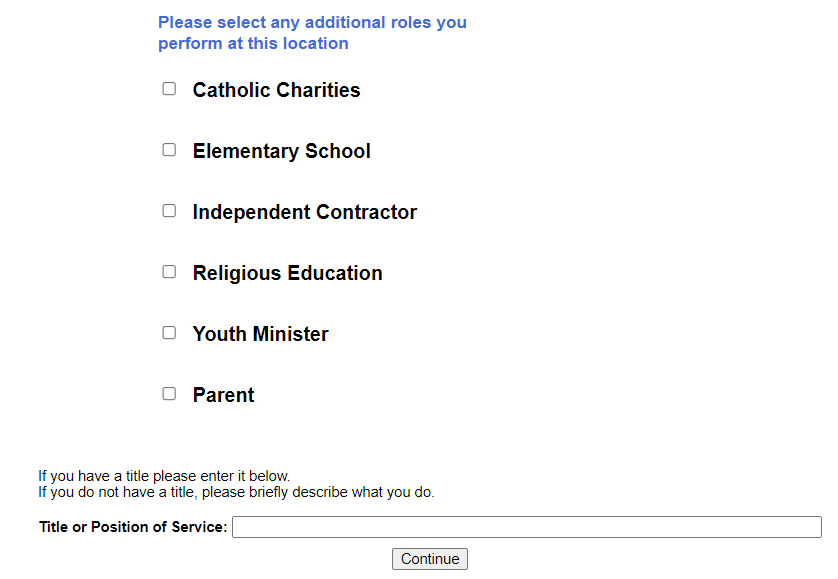 Please select any additional roles you
perform at this location
Catholic Charities
Elementary School
Independent Contractor
Religious Education
Youth Minister
Parent
If you have a title please enter it below.
If you do not have a title, please briefly describe what you do.
Title or Position of Service:
Continue